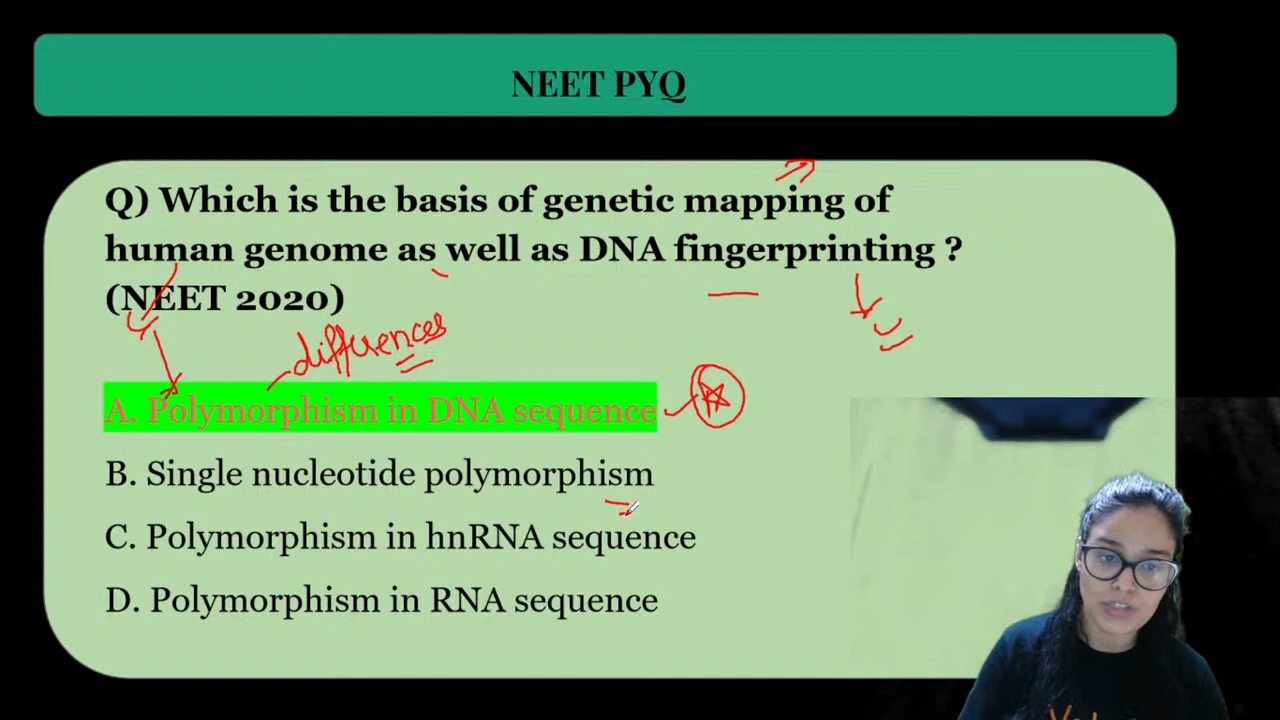 NEET PYQ
Q) Which is the basis of genetic mapping of
human genome as well as DNA fingerprinting ?
(NEET 2020)
differences
A. Polymorphism in DNA sequence
B. Single nucleotide polymorphism
C. Polymorphism in hnRNA sequence
D. Polymorphism in RNA sequence